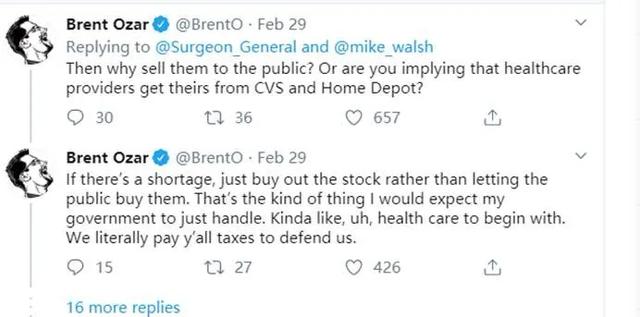 Brent Ozar @BrentO · Feb 29
Replying to @Surgeon_General and @mike_walsh
Then why sell them to the public? Or are you implying that healthcare
providers get theirs from CVS and Home Depot?
30 36 657
Brent Ozar @BrentO · Feb 29
If there's a shortage, just buy out the stock rather than letting the
public buy them. That's the kind of thing I would expect my
government to just handle. Kinda like, uh, health care to begin with.
We literally pay y'all taxes to defend us.
15 27 426
16 more replies